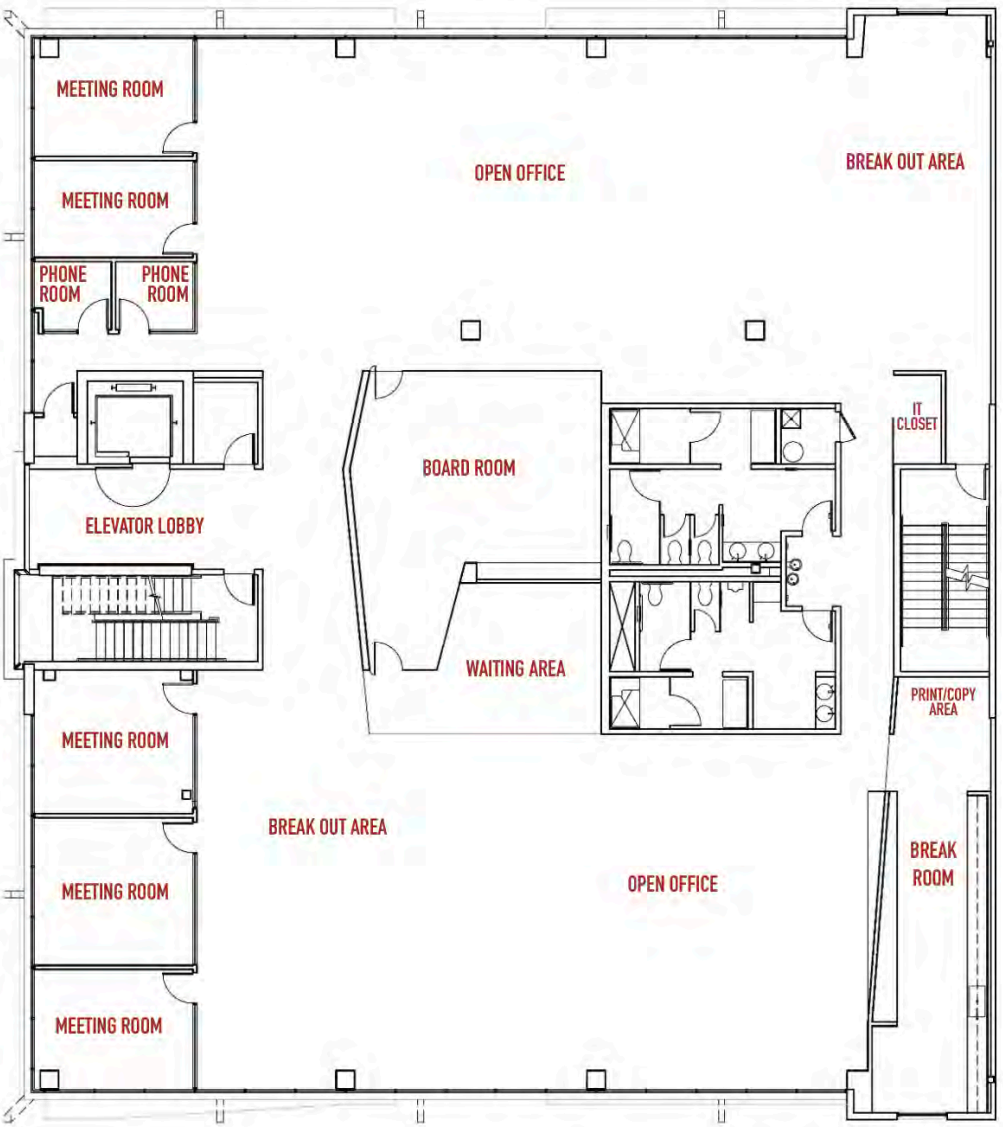 MEETING ROOM
OPEN OFFICE
BREAK OUT AREA
MEETING ROOM
PHONE
ROOM
PHONE
ROOM
IT
CLOSET
BOARD ROOM
ELEVATOR LOBBY
WAITING AREA
PRINT/COPY
AREA
MEETING ROOM
BREAK OUT AREA
BREAK
ROOM
MEETING ROOM
OPEN OFFICE
MEETING ROOM